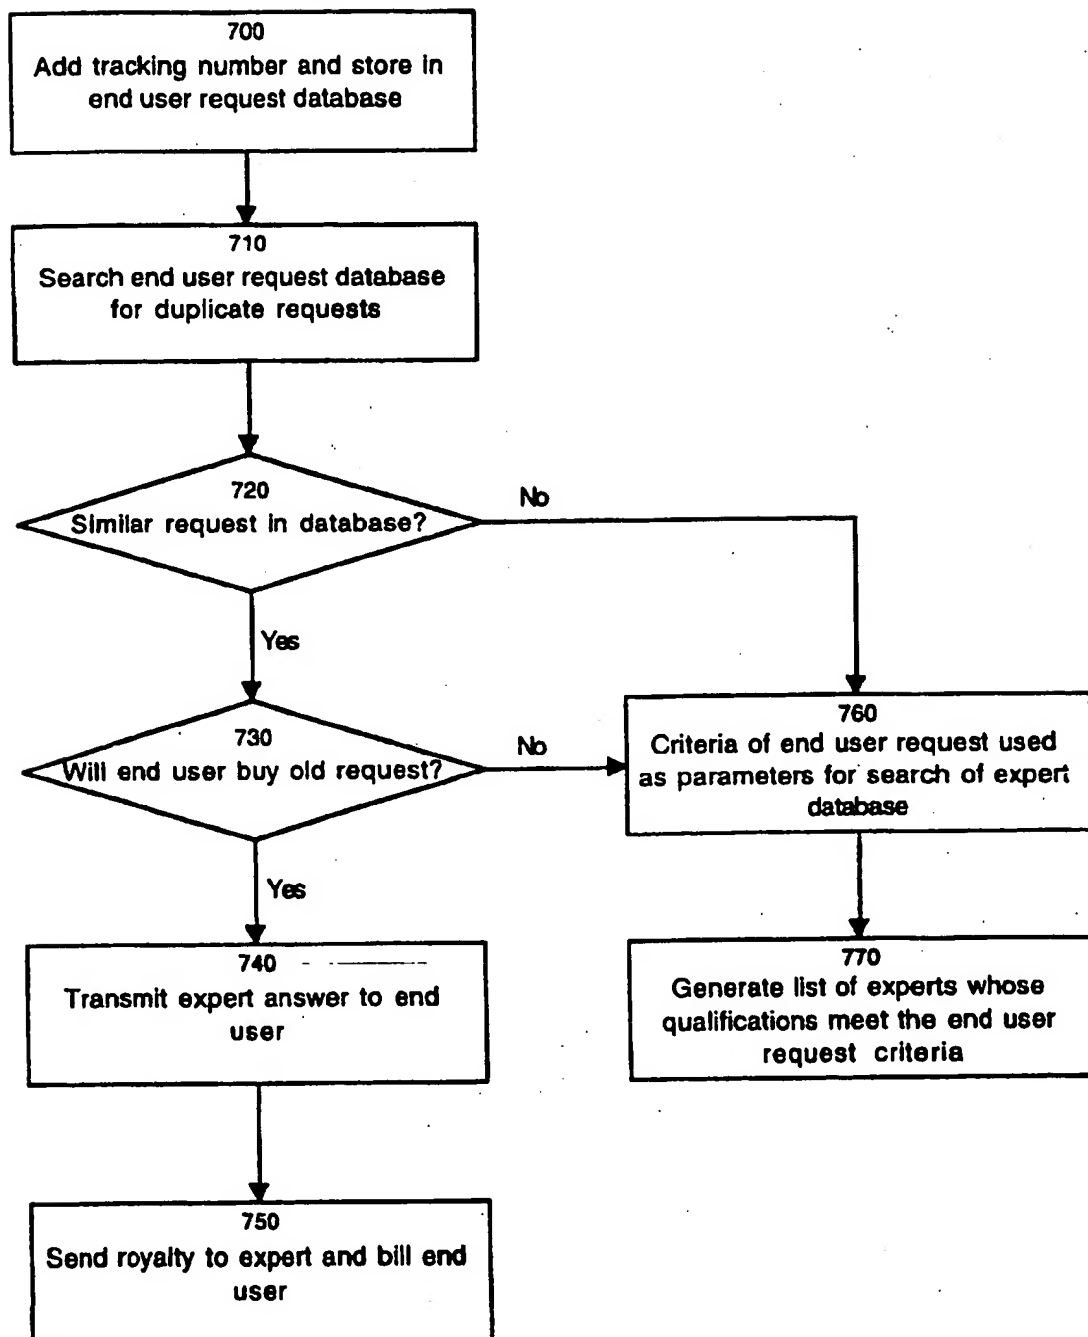 700
Add tracking number and store in
end user request database
710
Search end user request database
for duplicate requests
720
Similar request in database?
No
Yes
730
Will end user buy old request?
No
760
Criteria of end user request used
as parameters for search of expert
database
Yes
740
Transmit expert answer to end
user
770
Generate list of experts whose
qualifications meet the end user
request criteria
750
Send royalty to expert and bill end
user